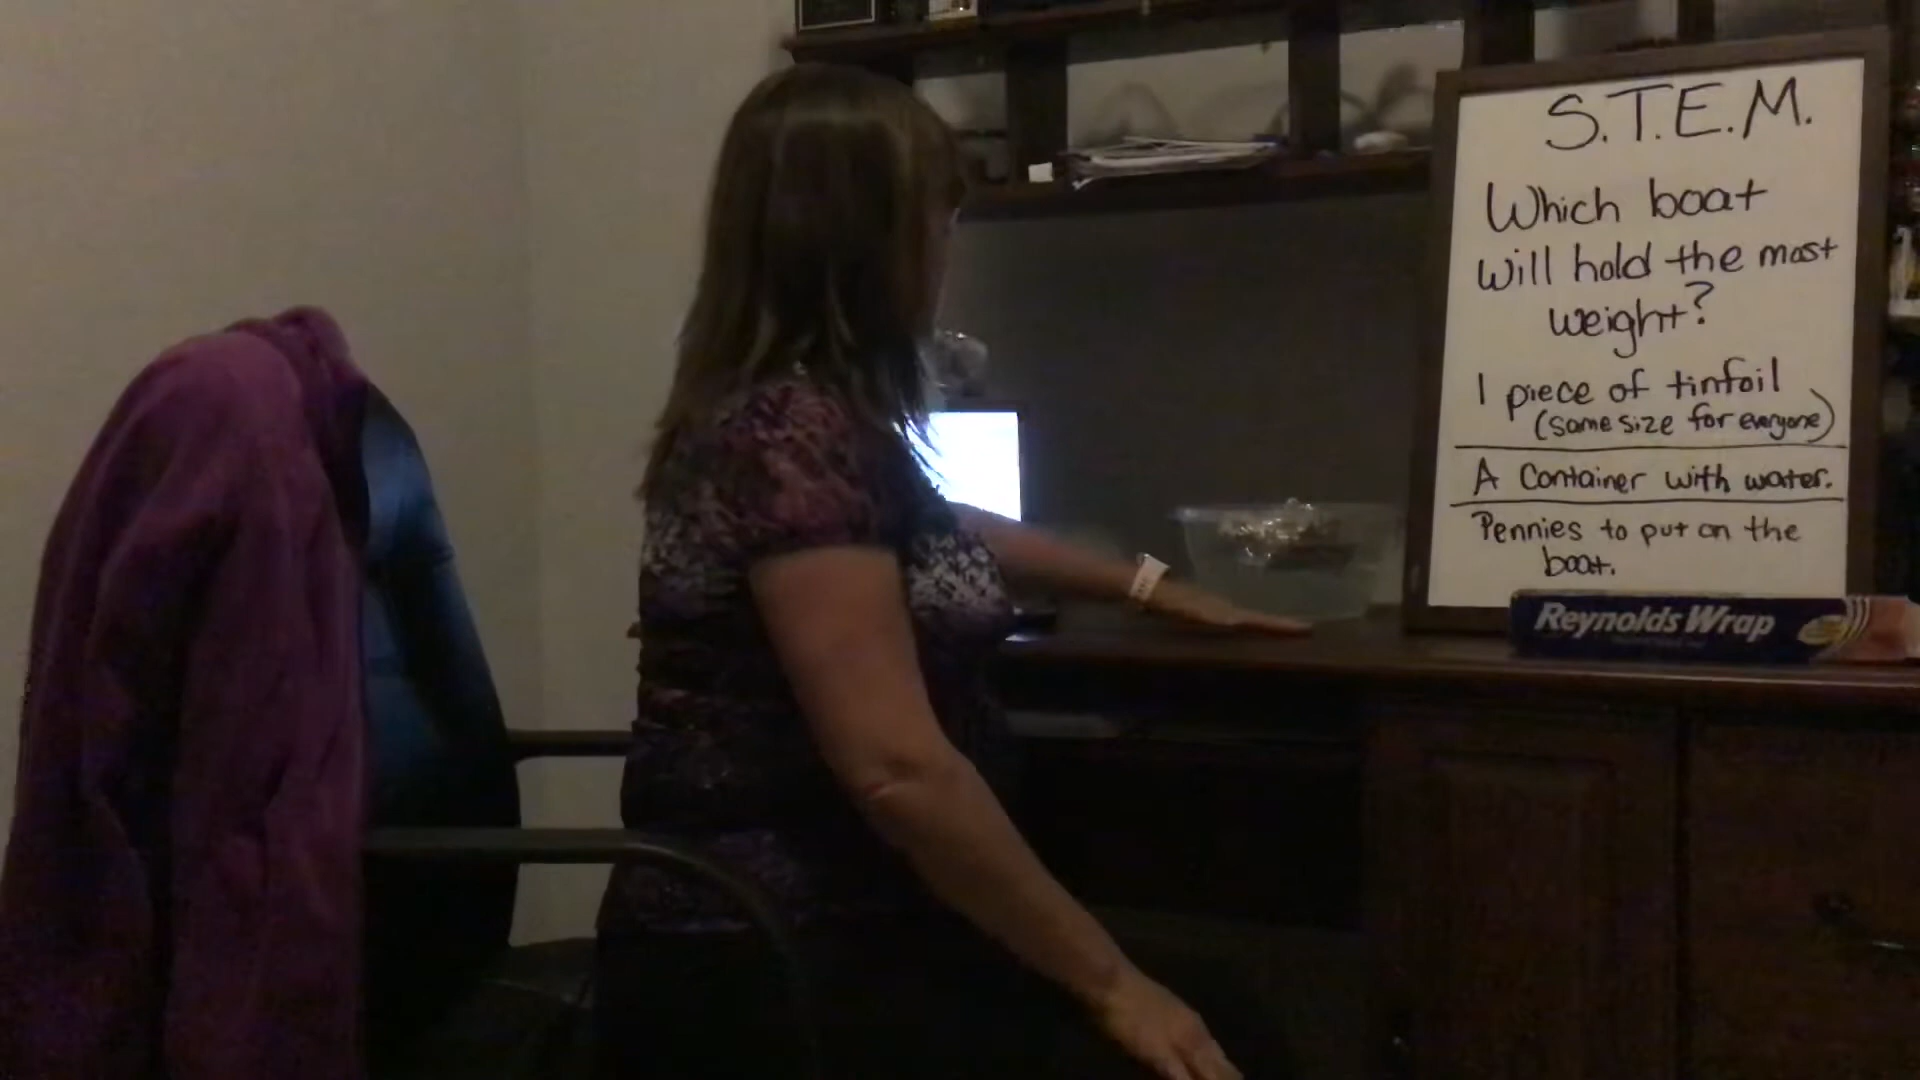 S.T.E.M.
Which boat
will hold the most
weight?
1 piece of tinfoil
(same size for everyone)
A Container with water.
Pennies to put on the
boat.
Reynolds Wrap